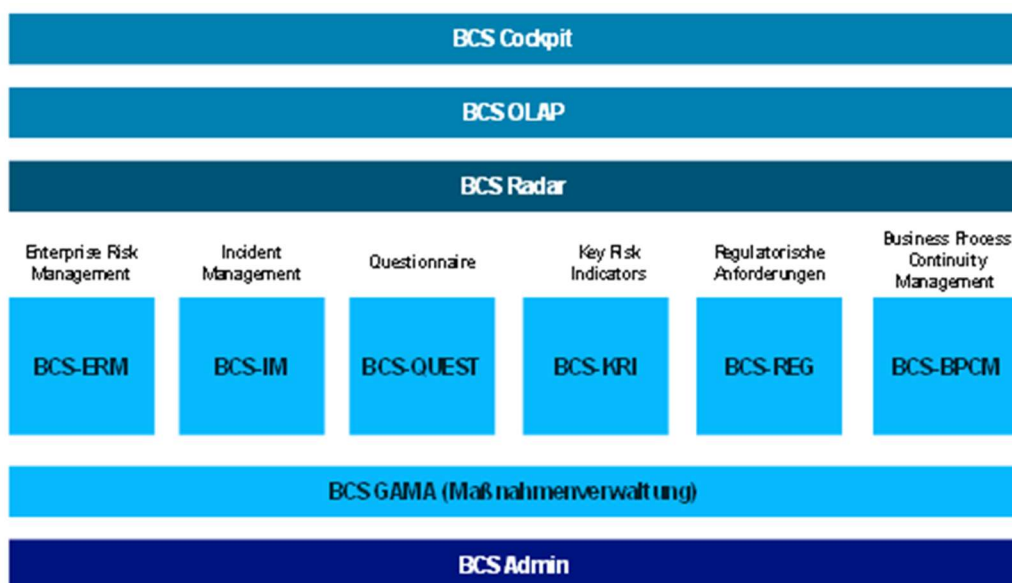 BCS Cockpit
BCS OLAP
BCS Radar
Enterprise Risk
Management
Incident
Management
Questionnaire
Key Risk
Indicators
Regulatorische
Anforderungen
Business Process
Continuity
Management
BCS-ERM
BCS-IM
BCS-QUEST
BCS-KRI
BCS-REG
BCS-BPCM
BCS GAMA (Maßnahmenverwaltung)
BCS Admin